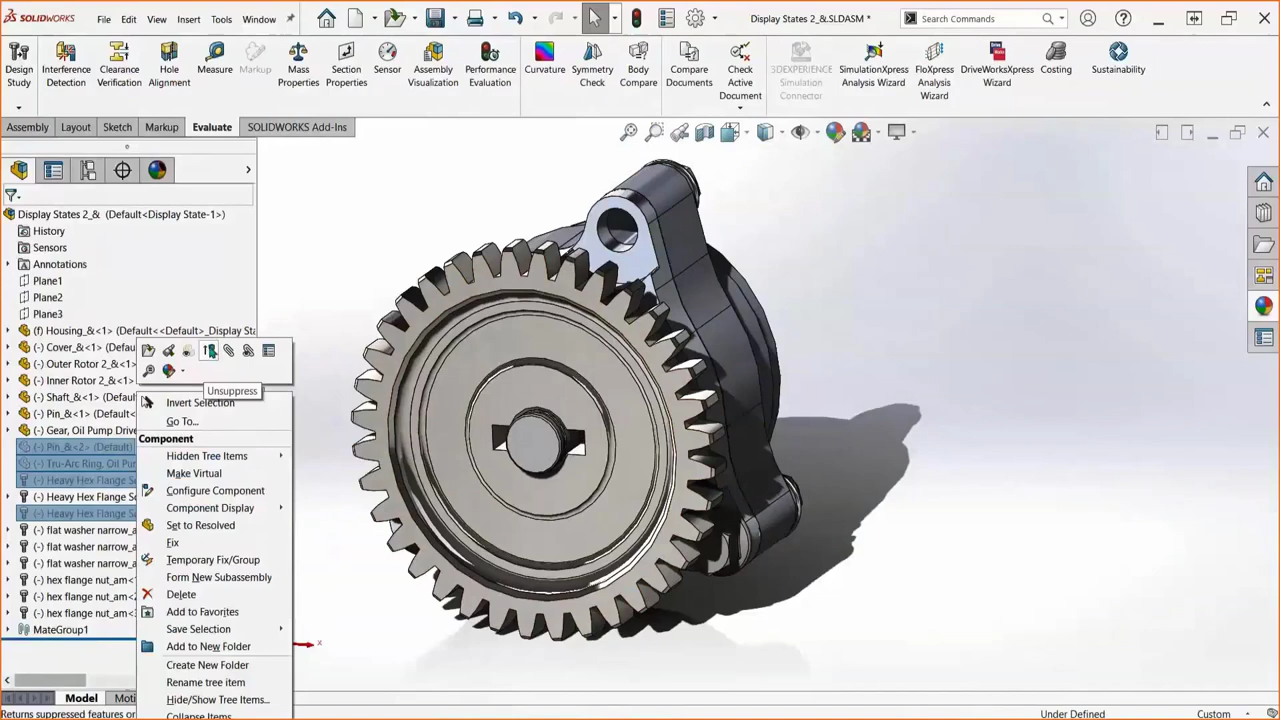 SOLIDWORKS File Edit View Insert Tools Window Display States 2_&.SLDASM * Search Commands
Design Study
Interference Detection
Clearance Verification
Hole Alignment
Measure
Markup
Mass Properties
Section Properties
Sensor
Assembly Visualization
Performance Evaluation
Curvature
Symmetry Check
Body Compare
Compare Documents
Check Active Document
3DEXPERIENCE Simulation Connector
SimulationXpress Analysis Wizard
FloXpress Analysis Wizard
DriveWorksXpress Wizard
Costing
Sustainability
Assembly Layout Sketch Markup Evaluate SOLIDWORKS Add-Ins
Display States 2_& (Default<Display State-1>)
History
Sensors
Annotations
Plane1
Plane2
Plane3
(f) Housing_&<1> (Default<<Default>_Display Sta
(-) Cover_&<1> (Defau
(-) Outer Rotor 2_&<1>
(-) Inner Rotor 2_&<1>
(-) Shaft_&<1> (Defau
(-) Pin_&<1> (Default<
(-) Gear, Oil Pump Drive
(-) Pin_&<2> (Default)
(-) Tru-Arc Ring, Oil Pur
(-) Heavy Hex Flange S
(-) Heavy Hex Flange S
(-) Heavy Hex Flange S
(-) flat washer narrow_a
(-) flat washer narrow_a
(-) flat washer narrow_a
(-) hex flange nut_am<
(-) hex flange nut_am<
(-) hex flange nut_am<
MateGroup1
Unsuppress
Invert Selection
Go To...
Component
Hidden Tree Items
Make Virtual
Configure Component
Component Display
Set to Resolved
Fix
Temporary Fix/Group
Form New Subassembly
Delete
Add to Favorites
Save Selection
Add to New Folder
Create New Folder
Rename tree item
Hide/Show Tree Items...
Collapse Items
x
Model Moti
Returns suppressed features or Under Defined Custom